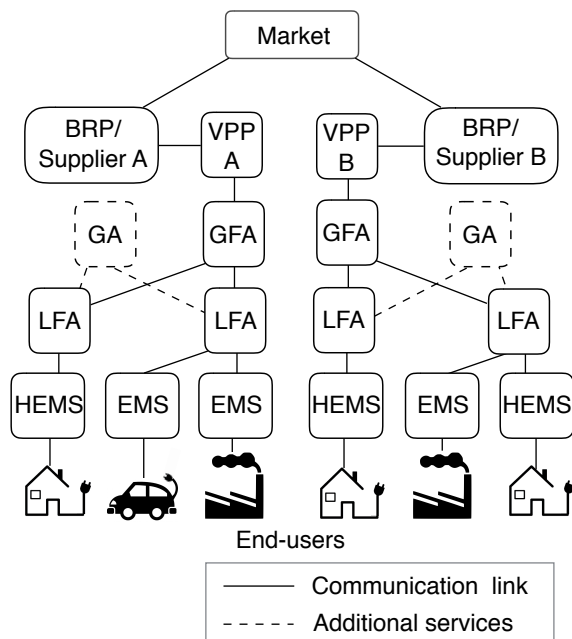 Market
BRP/
Supplier A
VPP
A
VPP
B
BRP/
Supplier B
GA
GFA
GFA
GA
LFA
LFA
LFA
LFA
HEMS
EMS
EMS
HEMS
EMS
HEMS
End-users
Communication link
Additional services